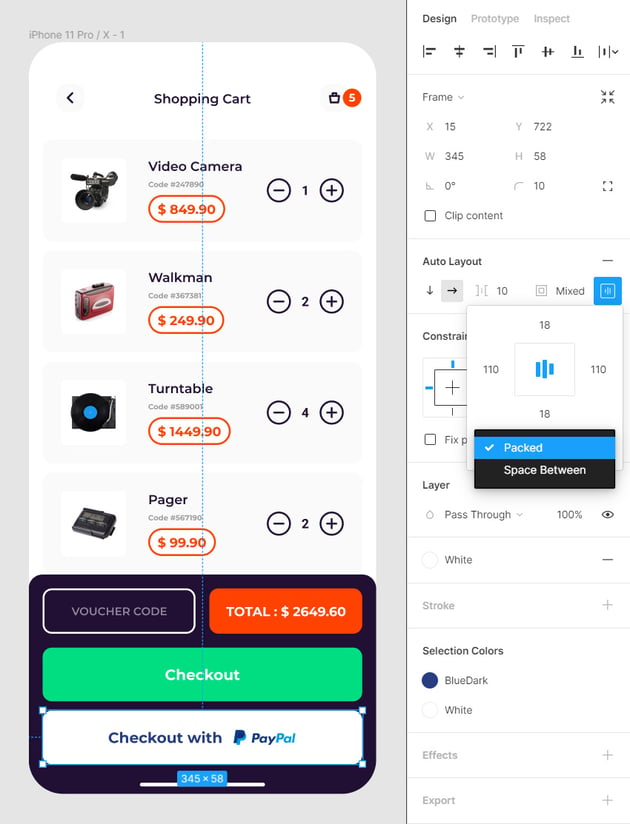 iPhone 11 Pro / X - 1
Shopping Cart
5
Video Camera
Code #247890
$ 849.90
1
Walkman
Code #367381
$ 249.90
2
Turntable
Code #589001
$ 1449.90
4
Pager
Code #567190
$ 99.90
2
VOUCHER CODE
TOTAL : $ 2649.60
Checkout
Checkout with PayPal
345 × 58
Design Prototype Inspect
Frame
X 15 Y 722
W 345 H 58
0° 10
Clip content
Auto Layout
10 Mixed
18
Constrain
110 110
18
Fix p
Packed
Space Between
Layer
Pass Through 100%
White
Stroke
Selection Colors
BlueDark
White
Effects
Export